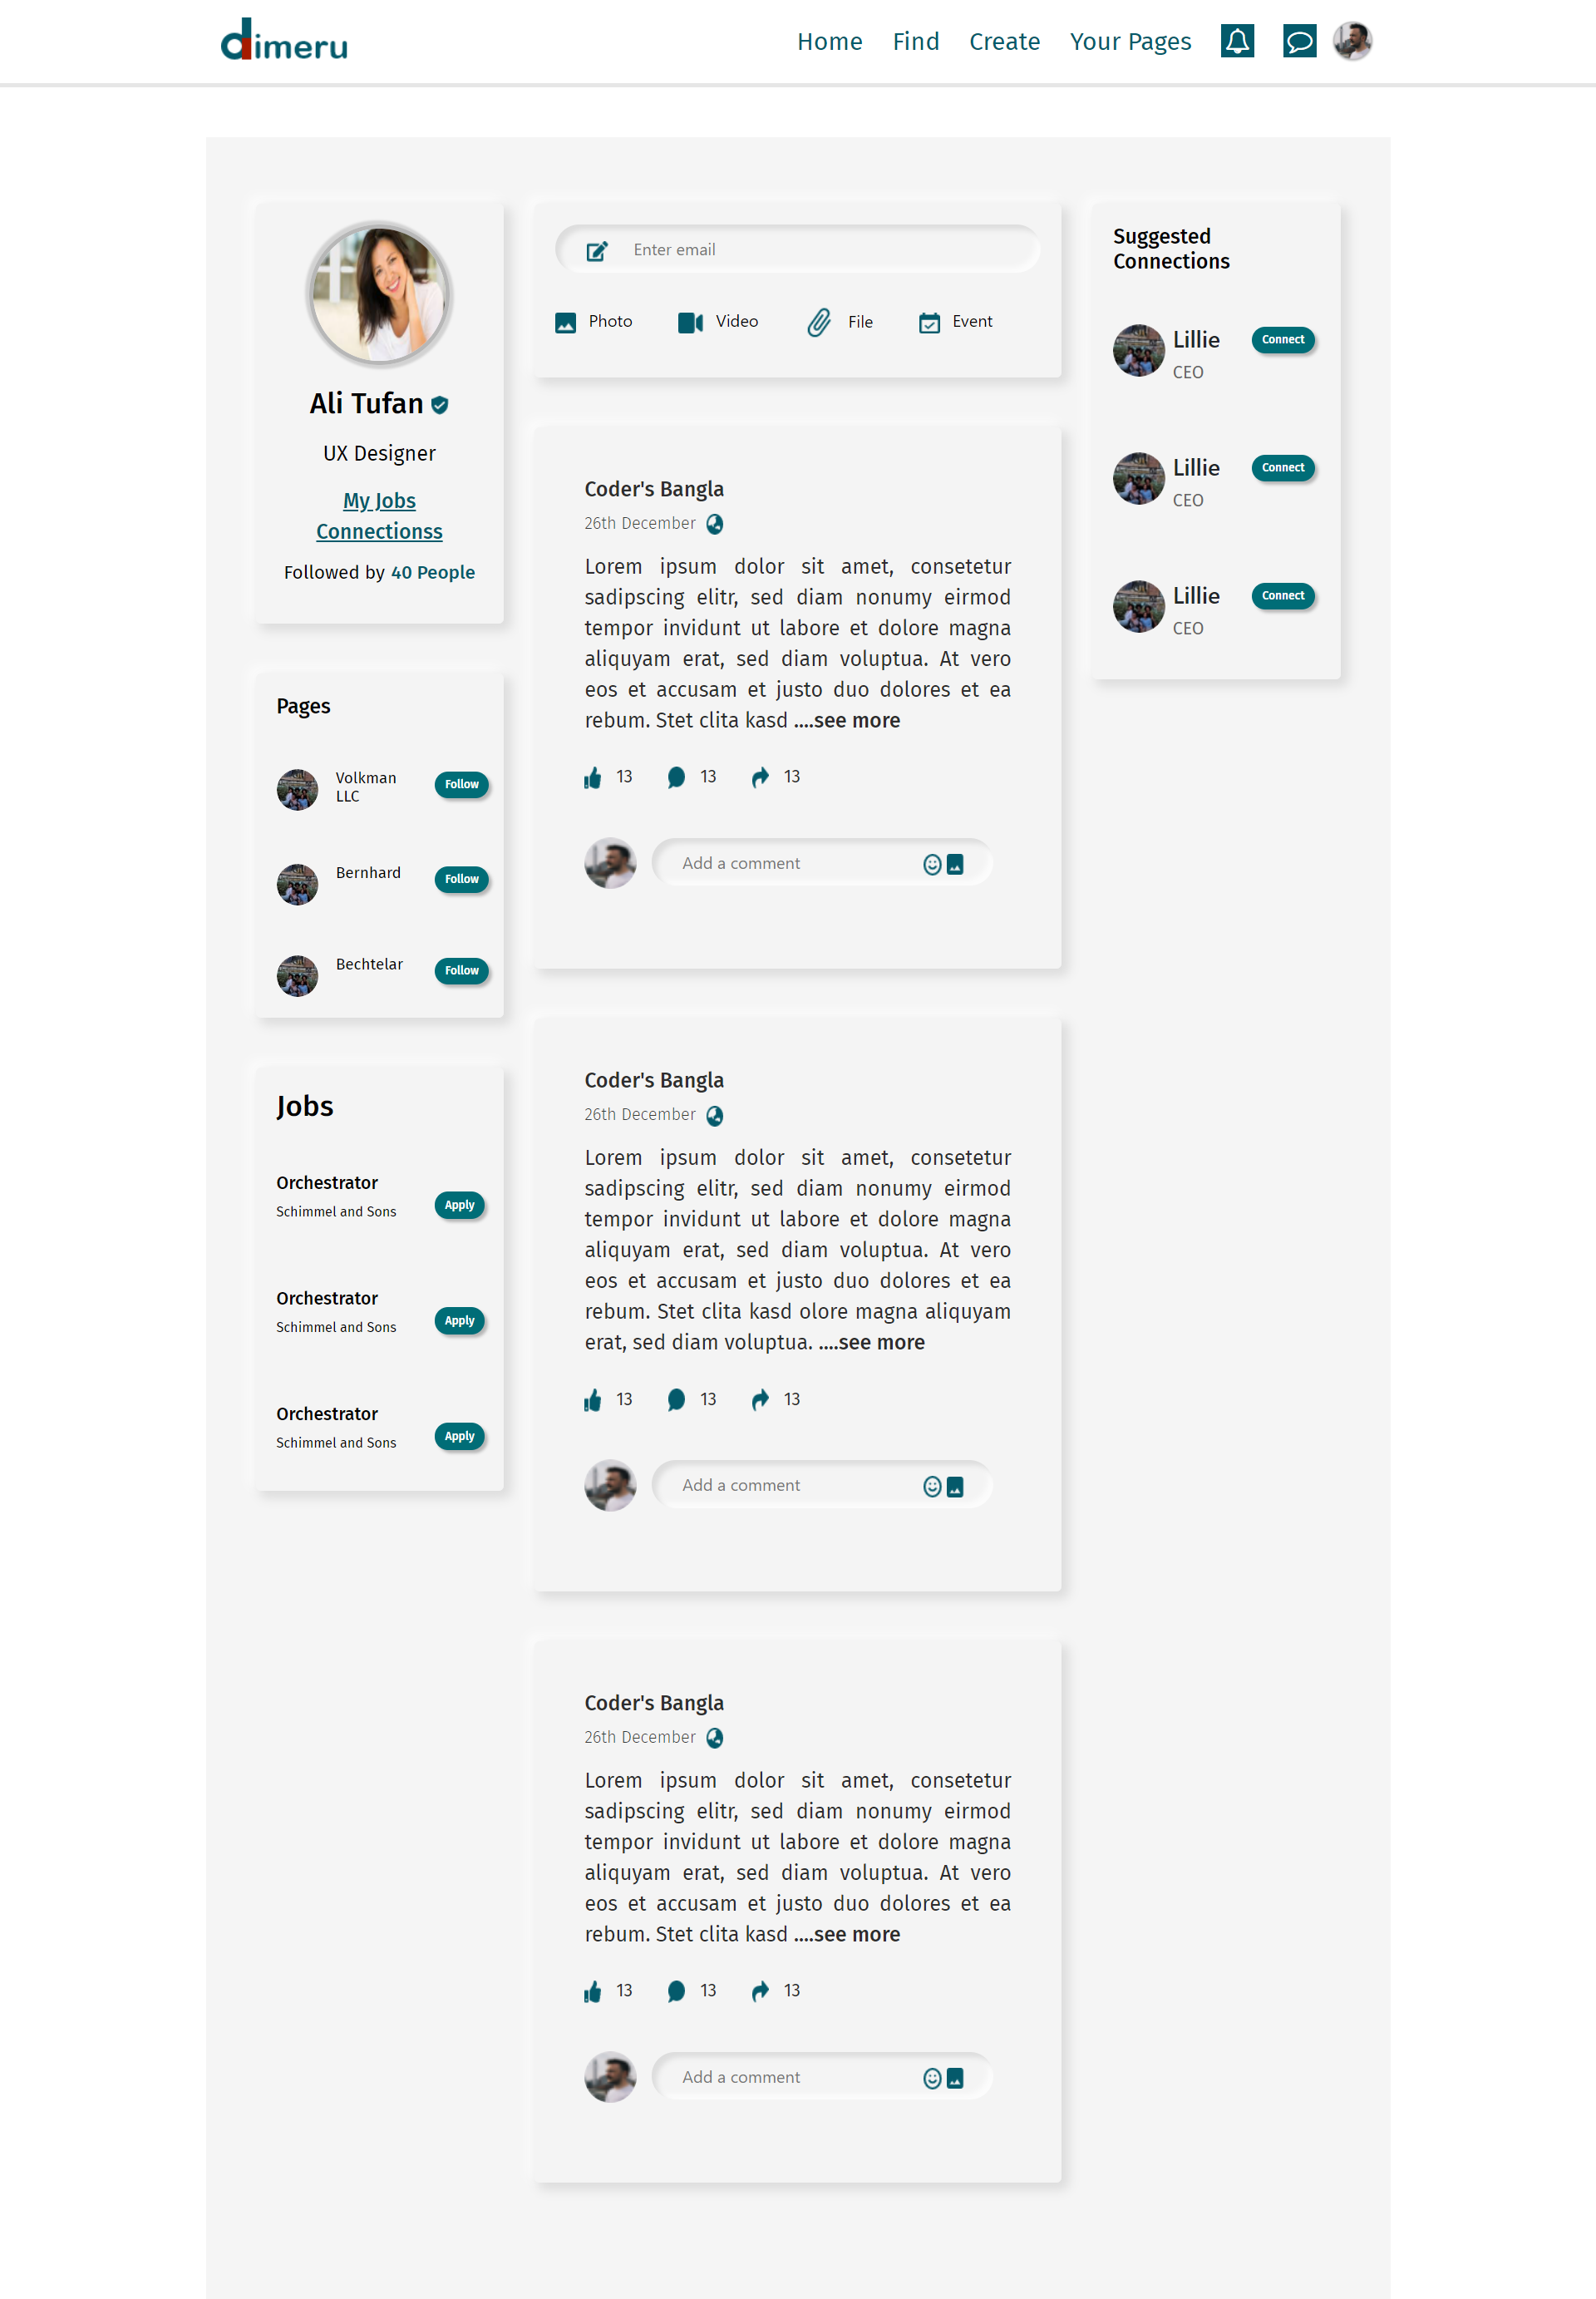 dimeru
Home Find Create Your Pages
Ali Tufan
UX Designer
My Jobs
Connectionss
Followed by 40 People
Pages
Volkman
LLC
Follow
Bernhard
Follow
Bechtelar
Follow
Jobs
Orchestrator
Schimmel and Sons
Apply
Orchestrator
Schimmel and Sons
Apply
Orchestrator
Schimmel and Sons
Apply
Enter email
Photo Video File Event
Coder's Bangla
26th December
Lorem ipsum dolor sit amet, consetetur
sadipscing elitr, sed diam nonumy eirmod
tempor invidunt ut labore et dolore magna
aliquyam erat, sed diam voluptua. At vero
eos et accusam et justo duo dolores et ea
rebum. Stet clita kasd ....see more
13 13 13
Add a comment
Coder's Bangla
26th December
Lorem ipsum dolor sit amet, consetetur
sadipscing elitr, sed diam nonumy eirmod
tempor invidunt ut labore et dolore magna
aliquyam erat, sed diam voluptua. At vero
eos et accusam et justo duo dolores et ea
rebum. Stet clita kasd olore magna aliquyam
erat, sed diam voluptua. ....see more
13 13 13
Add a comment
Coder's Bangla
26th December
Lorem ipsum dolor sit amet, consetetur
sadipscing elitr, sed diam nonumy eirmod
tempor invidunt ut labore et dolore magna
aliquyam erat, sed diam voluptua. At vero
eos et accusam et justo duo dolores et ea
rebum. Stet clita kasd ....see more
13 13 13
Add a comment
Suggested
Connections
Lillie
CEO
Connect
Lillie
CEO
Connect
Lillie
CEO
Connect